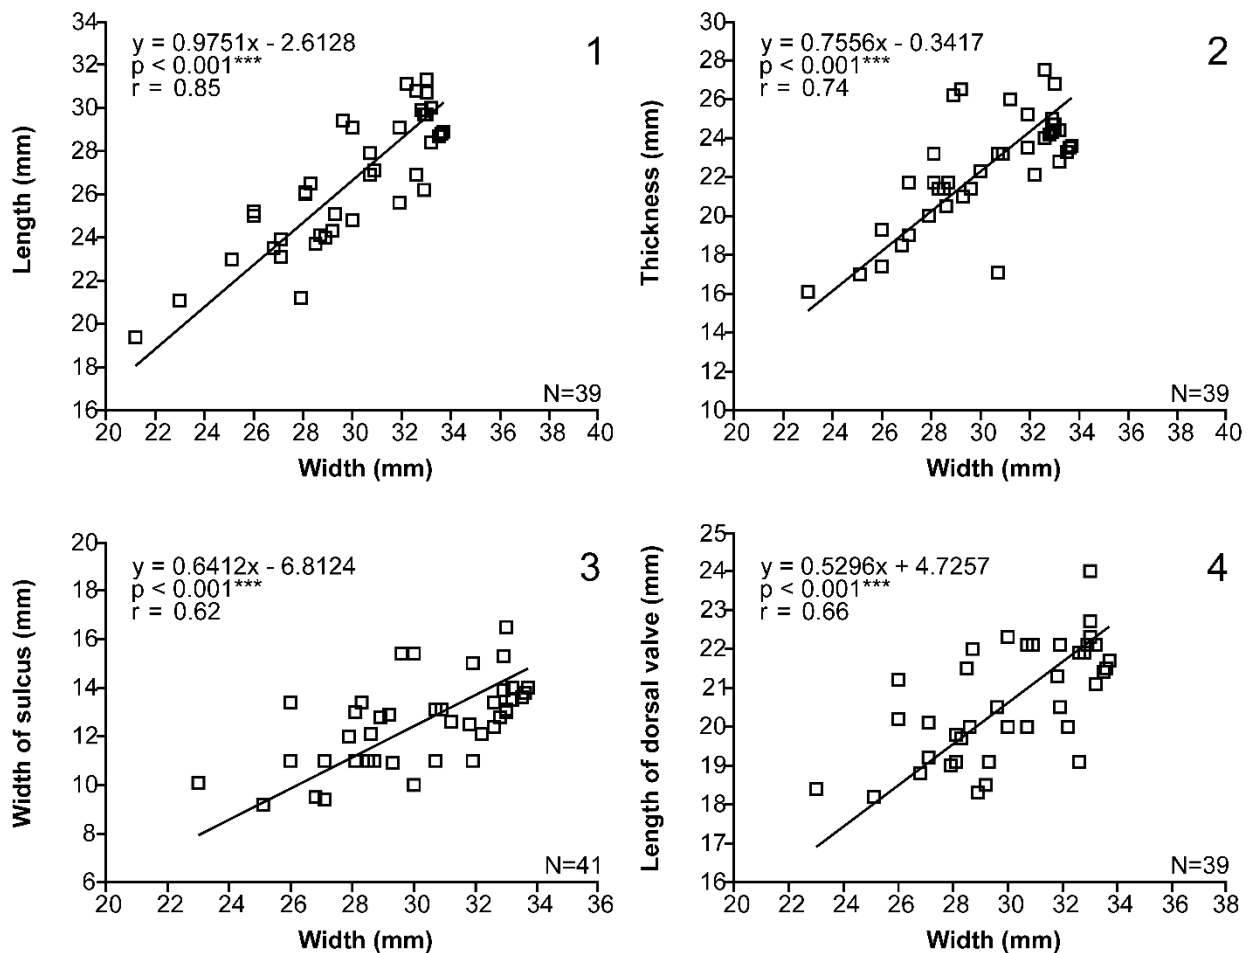 y = 0.9751x - 2.6128
p < 0.001***
r = 0.85
1
Length (mm)
34
32
30
28
26
24
22
20
18
16
N=39
20 22 24 26 28 30 32 34 36 38 40
Width (mm)
y = 0.7556x - 0.3417
p < 0.001***
r = 0.74
2
Thickness (mm)
30
28
26
24
22
20
18
16
14
12
10
N=39
20 22 24 26 28 30 32 34 36 38 40
Width (mm)
y = 0.6412x - 6.8124
p < 0.001***
r = 0.62
3
Width of sulcus (mm)
20
18
16
14
12
10
8
6
N=41
20 22 24 26 28 30 32 34 36
Width (mm)
y = 0.5296x + 4.7257
p < 0.001***
r = 0.66
4
Length of dorsal valve (mm)
25
24
23
22
21
20
19
18
17
16
N=39
20 22 24 26 28 30 32 34 36 38
Width (mm)